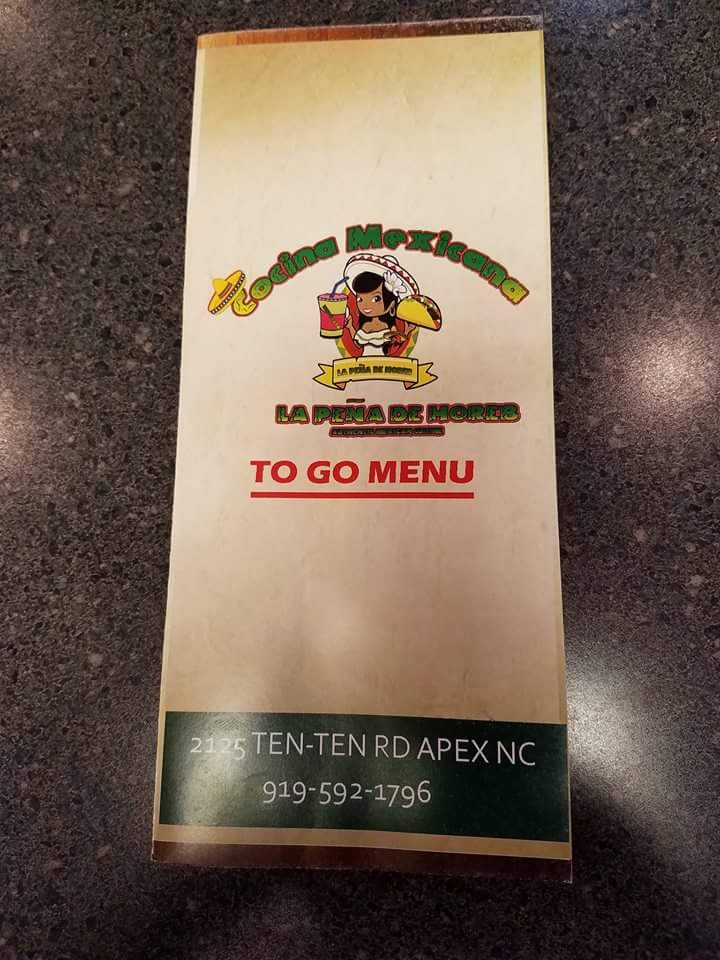 Cocina Mexicana
LA PEÑA DE HOREB
LA PEÑA DE HOREB
TO GO MENU
2125 TEN-TEN RD APEX NC
919-592-1796